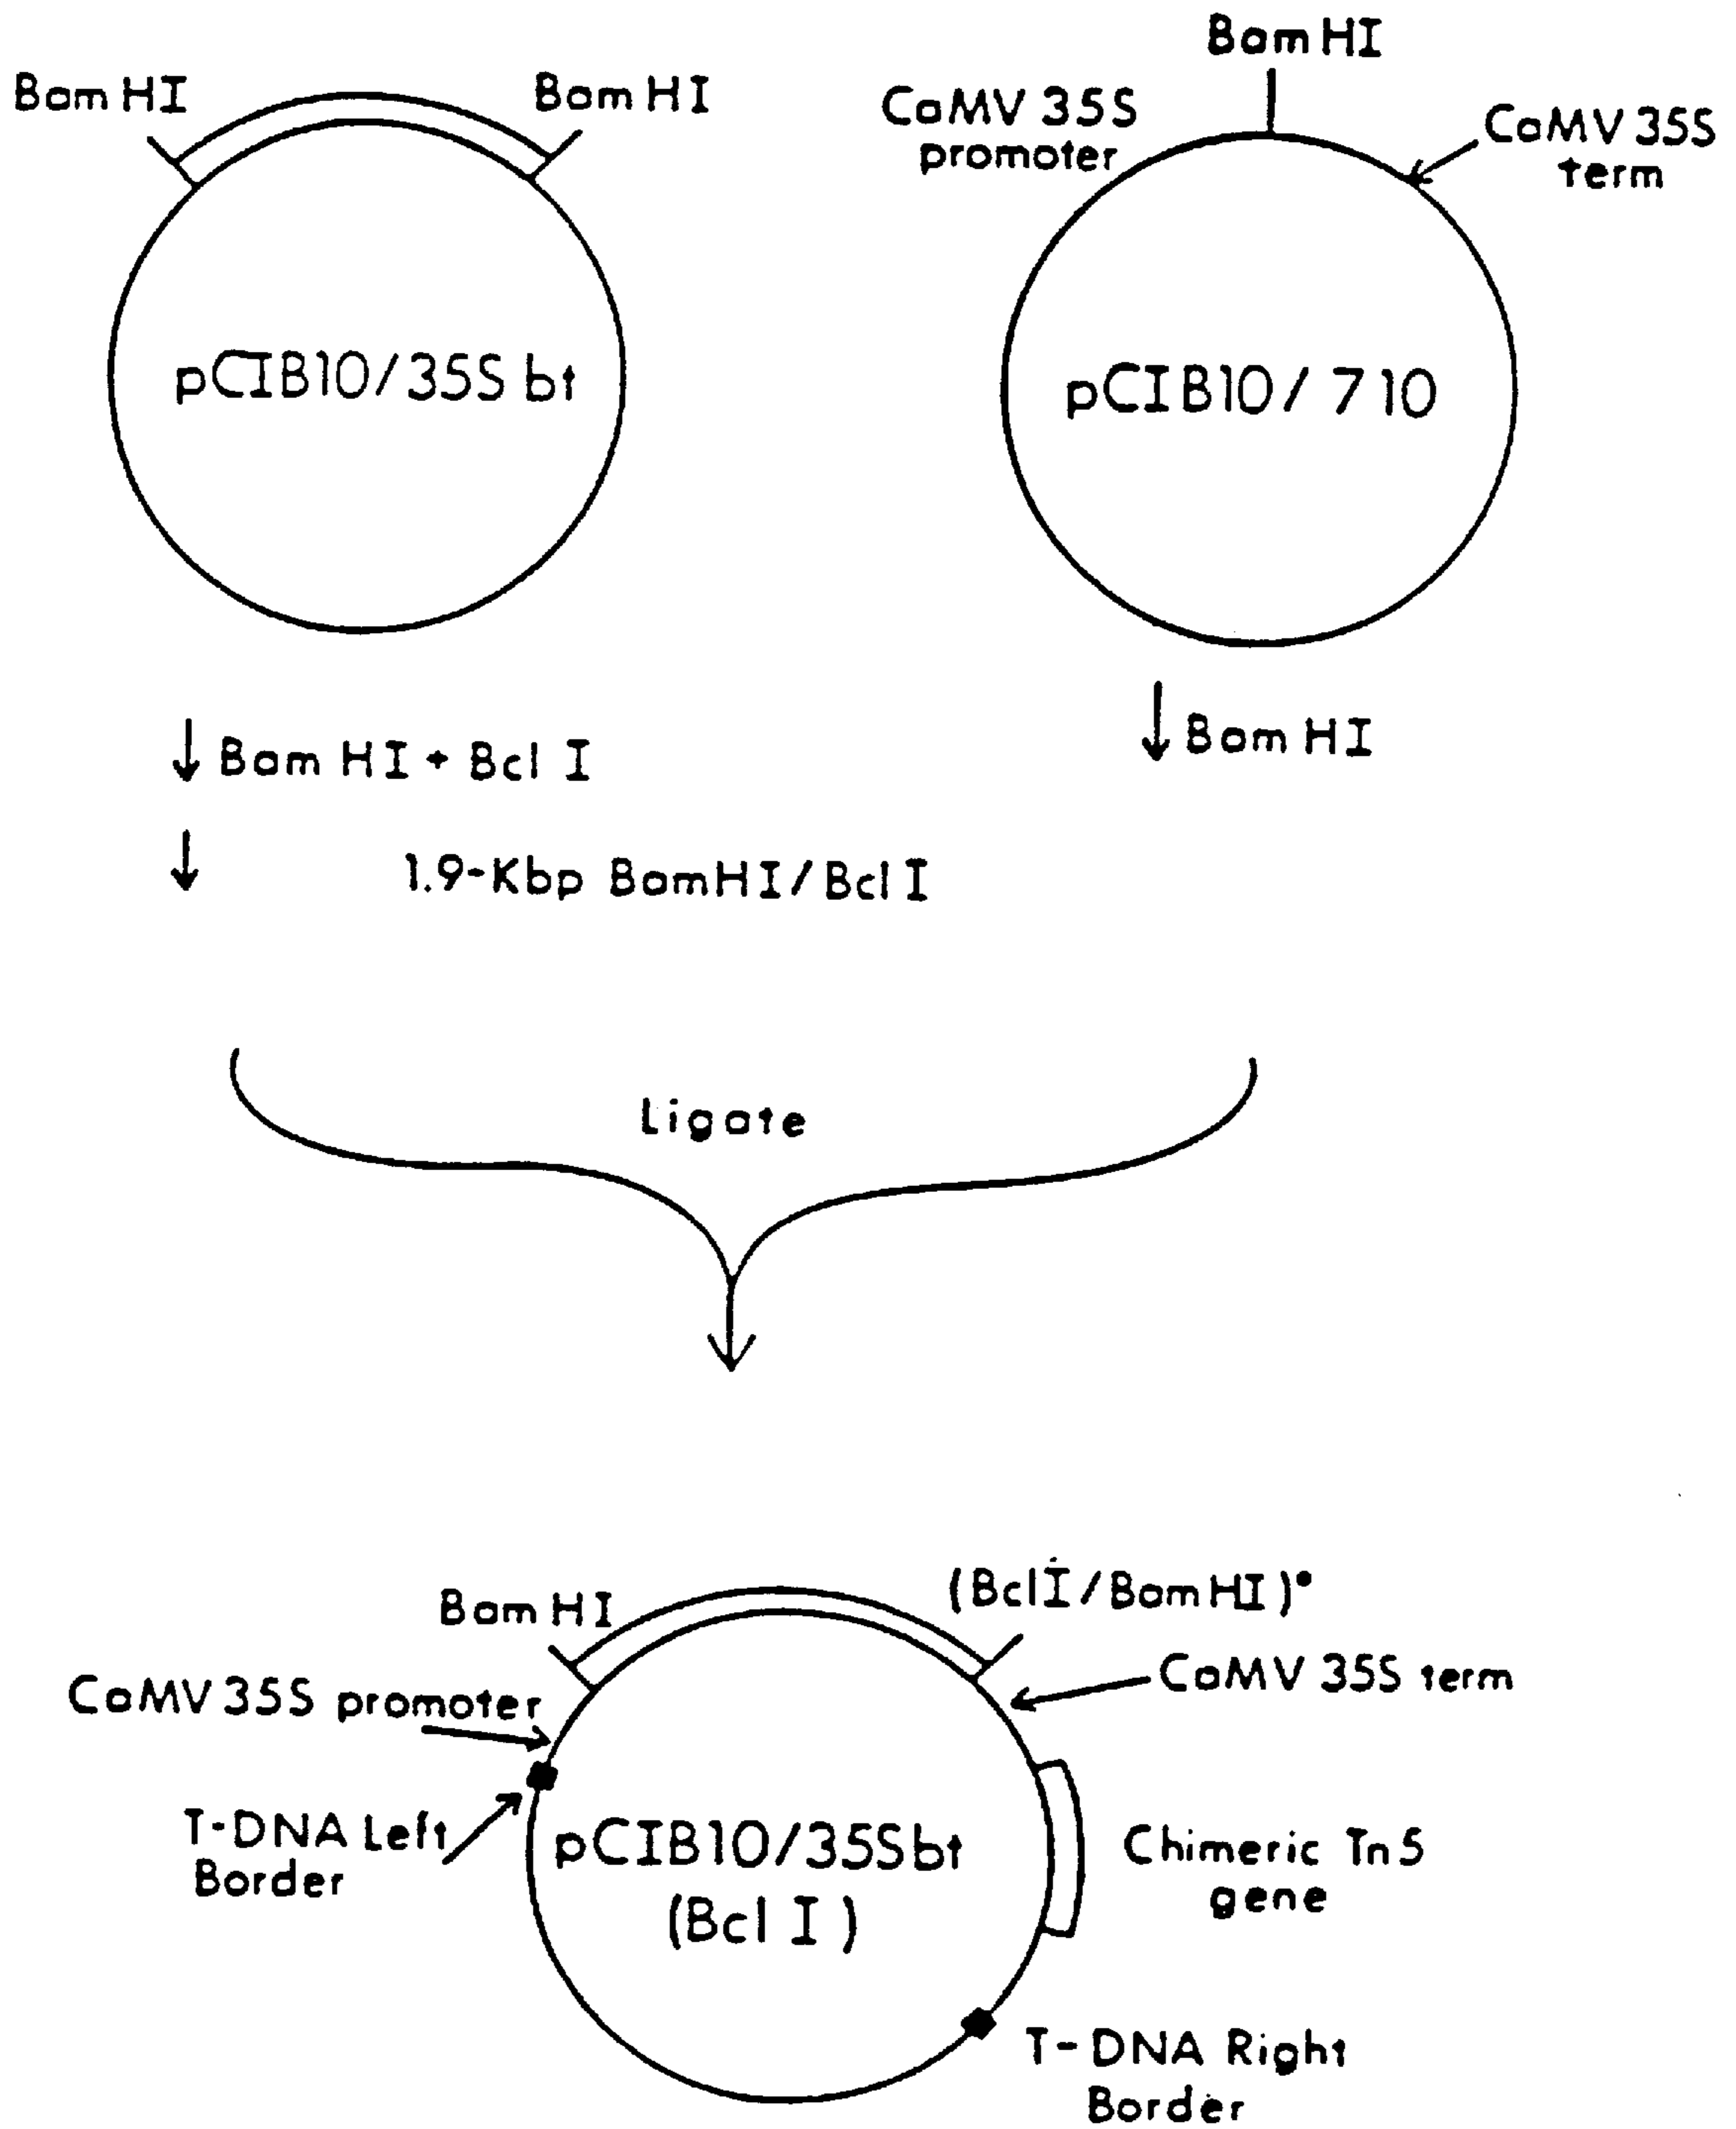 Bam HI
Bam HI
Bam HI
CaMV 35S
promoter
CaMV 35S
term
pCIB10/35S bt
pCIB10/710
Bam HI + Bcl I
Bam HI
1.9-Kbp BamHI/Bcl I
Ligate
Bam HI
(BclI/BamHI)•
CaMV 35S promoter
CaMV 35S term
T-DNA Left
Border
pCIB10/35Sbt
(Bcl I)
Chimeric Tn5
gene
T-DNA Right
Border